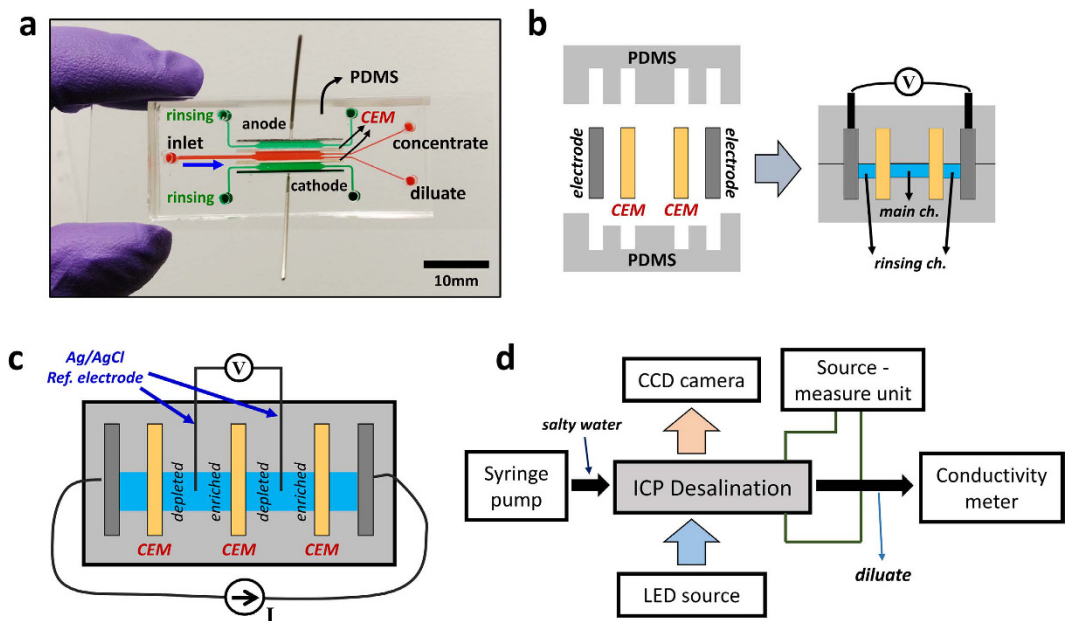 a
rinsing
anode
PDMS
CEM
inlet
concentrate
rinsing
cathode
diluate
10mm
b
PDMS
electrode
CEM
CEM
electrode
PDMS
V
main ch.
rinsing ch.
c
Ag/AgCl
Ref. electrode
V
depleted
enriched
depleted
enriched
CEM
CEM
CEM
I
d
CCD camera
Source -
measure unit
salty water
Syringe
pump
ICP Desalination
Conductivity
meter
diluate
LED source